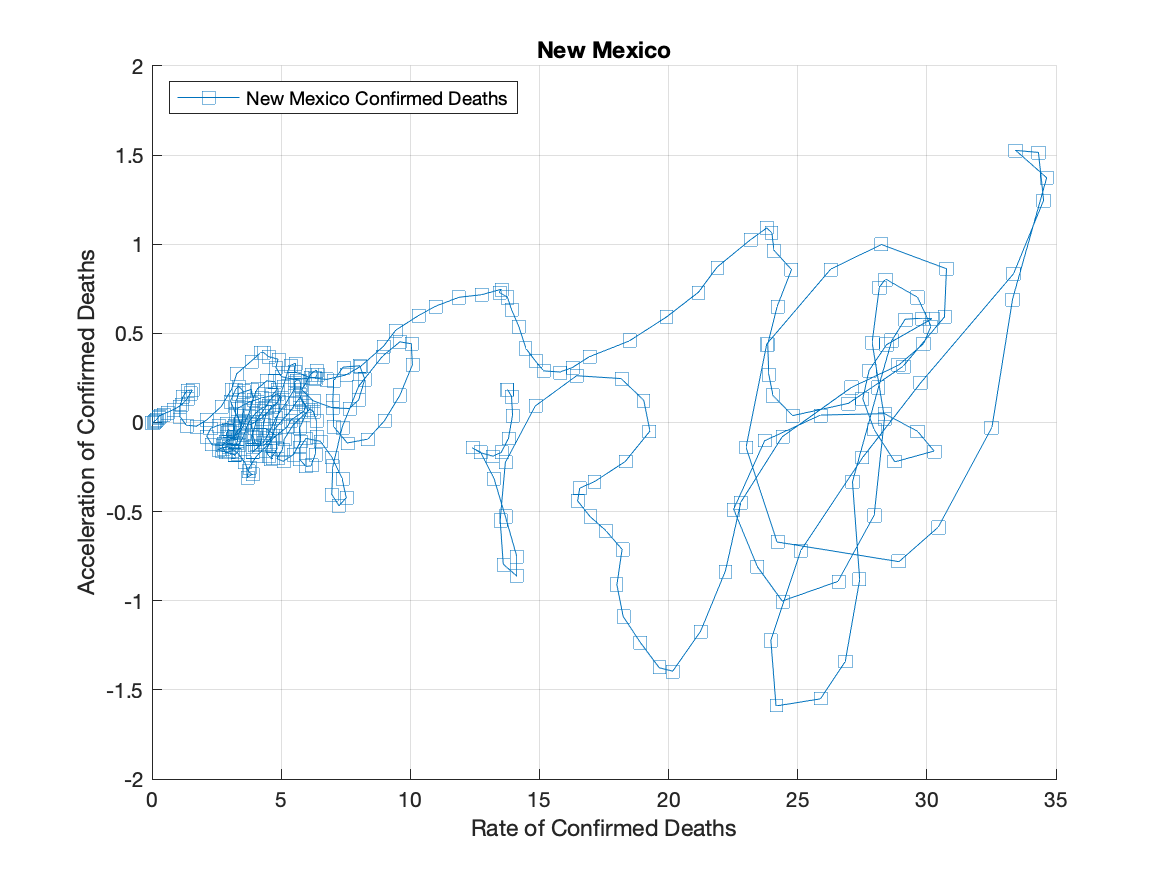 New Mexico
New Mexico Confirmed Deaths
2
1.5
1
0.5
0
-0.5
-1
-1.5
-2
Acceleration of Confirmed Deaths
0 5 10 15 20 25 30 35
Rate of Confirmed Deaths